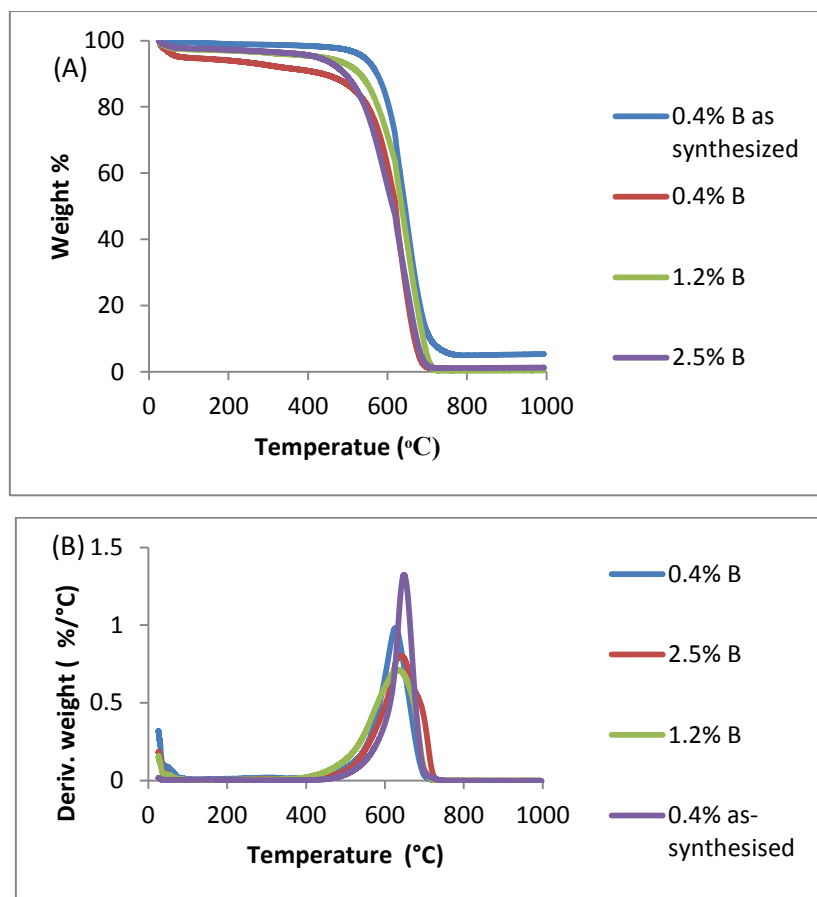 (A)
100
80
60
40
20
0
Weight %
0 200 400 600 800 1000
Temperatue (°C)
0.4% B as
synthesized
0.4% B
1.2% B
2.5% B
(B)
1.5
1
0.5
0
Deriv. weight ( %/°C)
0 200 400 600 800 1000
Temperature (°C)
0.4% B
2.5% B
1.2% B
0.4% as-
synthesised